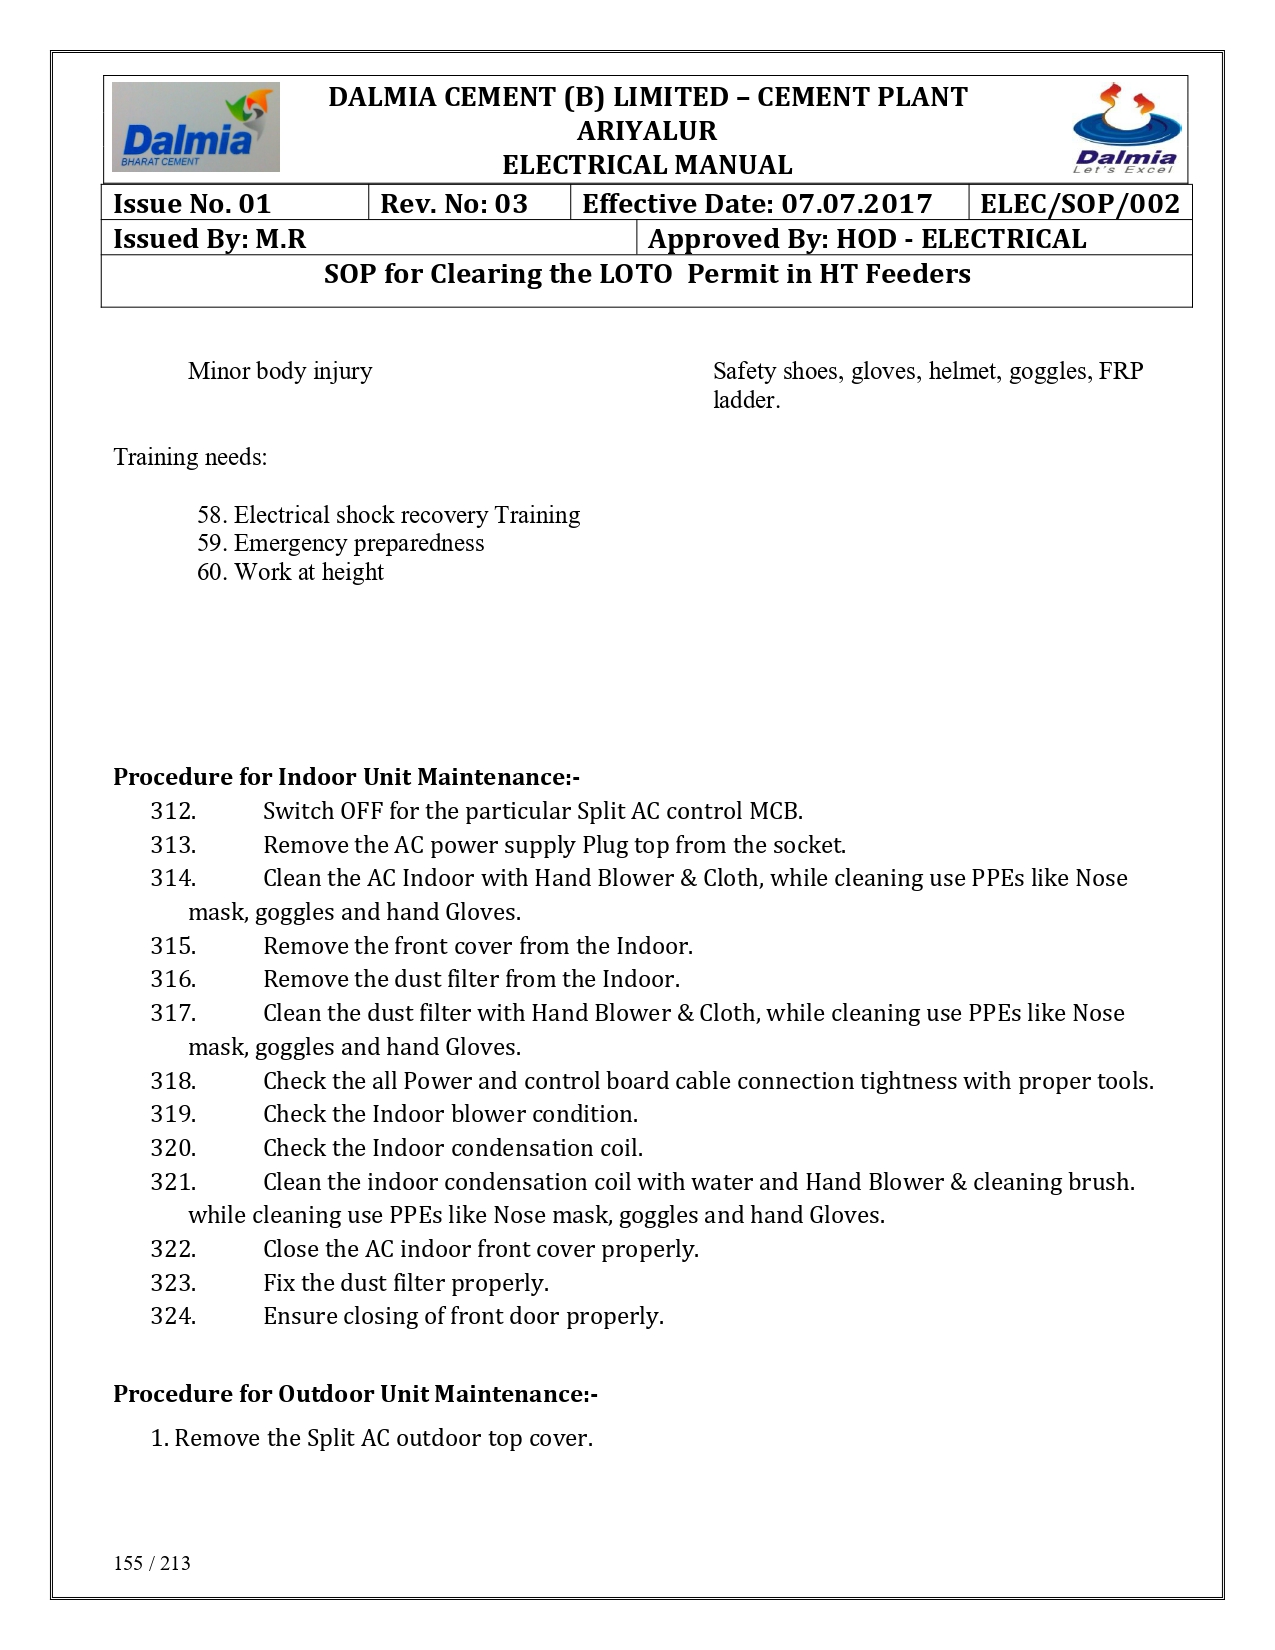 Dalmia
BHARAT CEMENT
DALMIA CEMENT (B) LIMITED – CEMENT PLANT
ARIYALUR
ELECTRICAL MANUAL
Dalmia
Let's Excel
Issue No. 01 Rev. No: 03 Effective Date: 07.07.2017 ELEC/SOP/002
Issued By: M.R Approved By: HOD - ELECTRICAL
SOP for Clearing the LOTO Permit in HT Feeders
Minor body injury Safety shoes, gloves, helmet, goggles, FRP
ladder.
Training needs:
58. Electrical shock recovery Training
59. Emergency preparedness
60. Work at height
Procedure for Indoor Unit Maintenance:-
312. Switch OFF for the particular Split AC control MCB.
313. Remove the AC power supply Plug top from the socket.
314. Clean the AC Indoor with Hand Blower & Cloth, while cleaning use PPEs like Nose
mask, goggles and hand Gloves.
315. Remove the front cover from the Indoor.
316. Remove the dust filter from the Indoor.
317. Clean the dust filter with Hand Blower & Cloth, while cleaning use PPEs like Nose
mask, goggles and hand Gloves.
318. Check the all Power and control board cable connection tightness with proper tools.
319. Check the Indoor blower condition.
320. Check the Indoor condensation coil.
321. Clean the indoor condensation coil with water and Hand Blower & cleaning brush.
while cleaning use PPEs like Nose mask, goggles and hand Gloves.
322. Close the AC indoor front cover properly.
323. Fix the dust filter properly.
324. Ensure closing of front door properly.
Procedure for Outdoor Unit Maintenance:-
1. Remove the Split AC outdoor top cover.
155 / 213